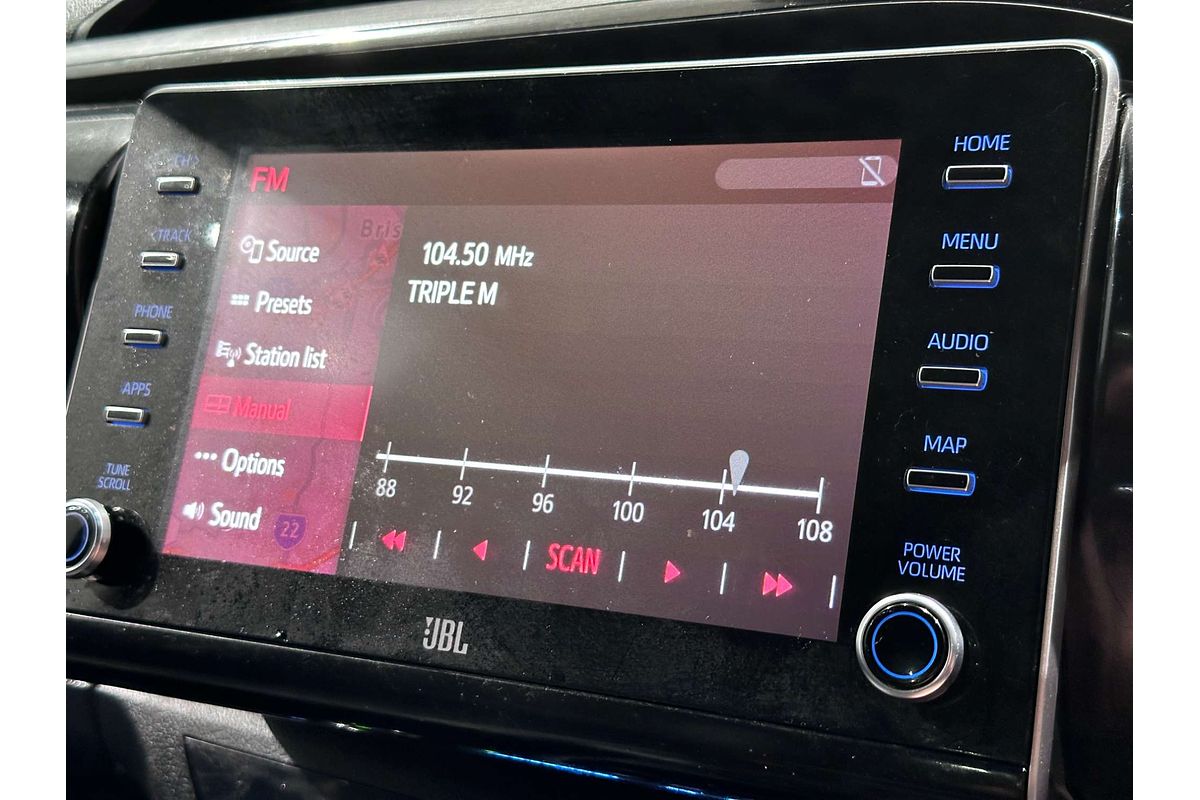 <CH>
<TRACK
PHONE
APPS
TUNE
SCROLL
FM
Source
Presets
Station list
Manual
Options
Sound
Bris
22
104.50 MHz
TRIPLE M
88 92 96 100 104 108
SCAN
JBL
HOME
MENU
AUDIO
MAP
POWER
VOLUME